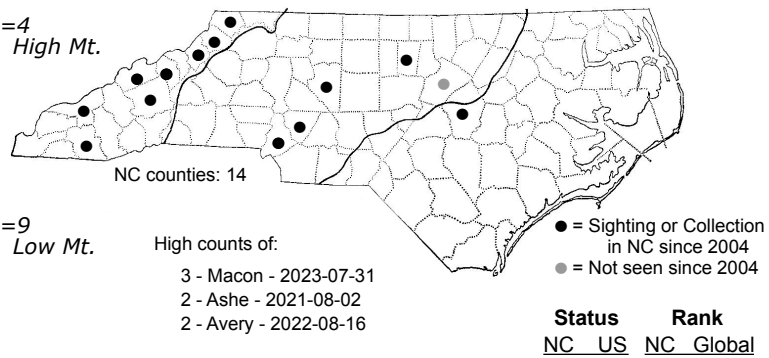 =4
High Mt.
NC counties: 14
=9
Low Mt.
High counts of:
3 - Macon - 2023-07-31
2 - Ashe - 2021-08-02
2 - Avery - 2022-08-16
= Sighting or Collection
in NC since 2004
= Not seen since 2004
Status Rank
NC US NC Global